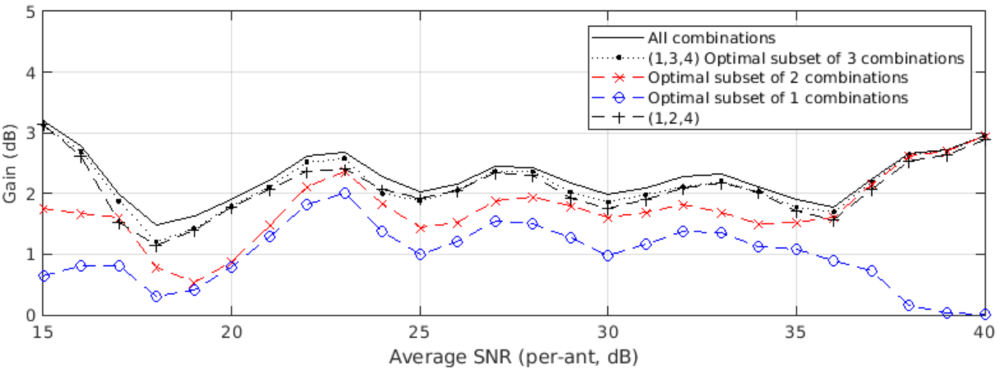 5
4
3
2
1
0
Gain (dB)
All combinations
(1,3,4) Optimal subset of 3 combinations
Optimal subset of 2 combinations
Optimal subset of 1 combinations
(1,2,4)
15 20 25 30 35 40
Average SNR (per-ant, dB)